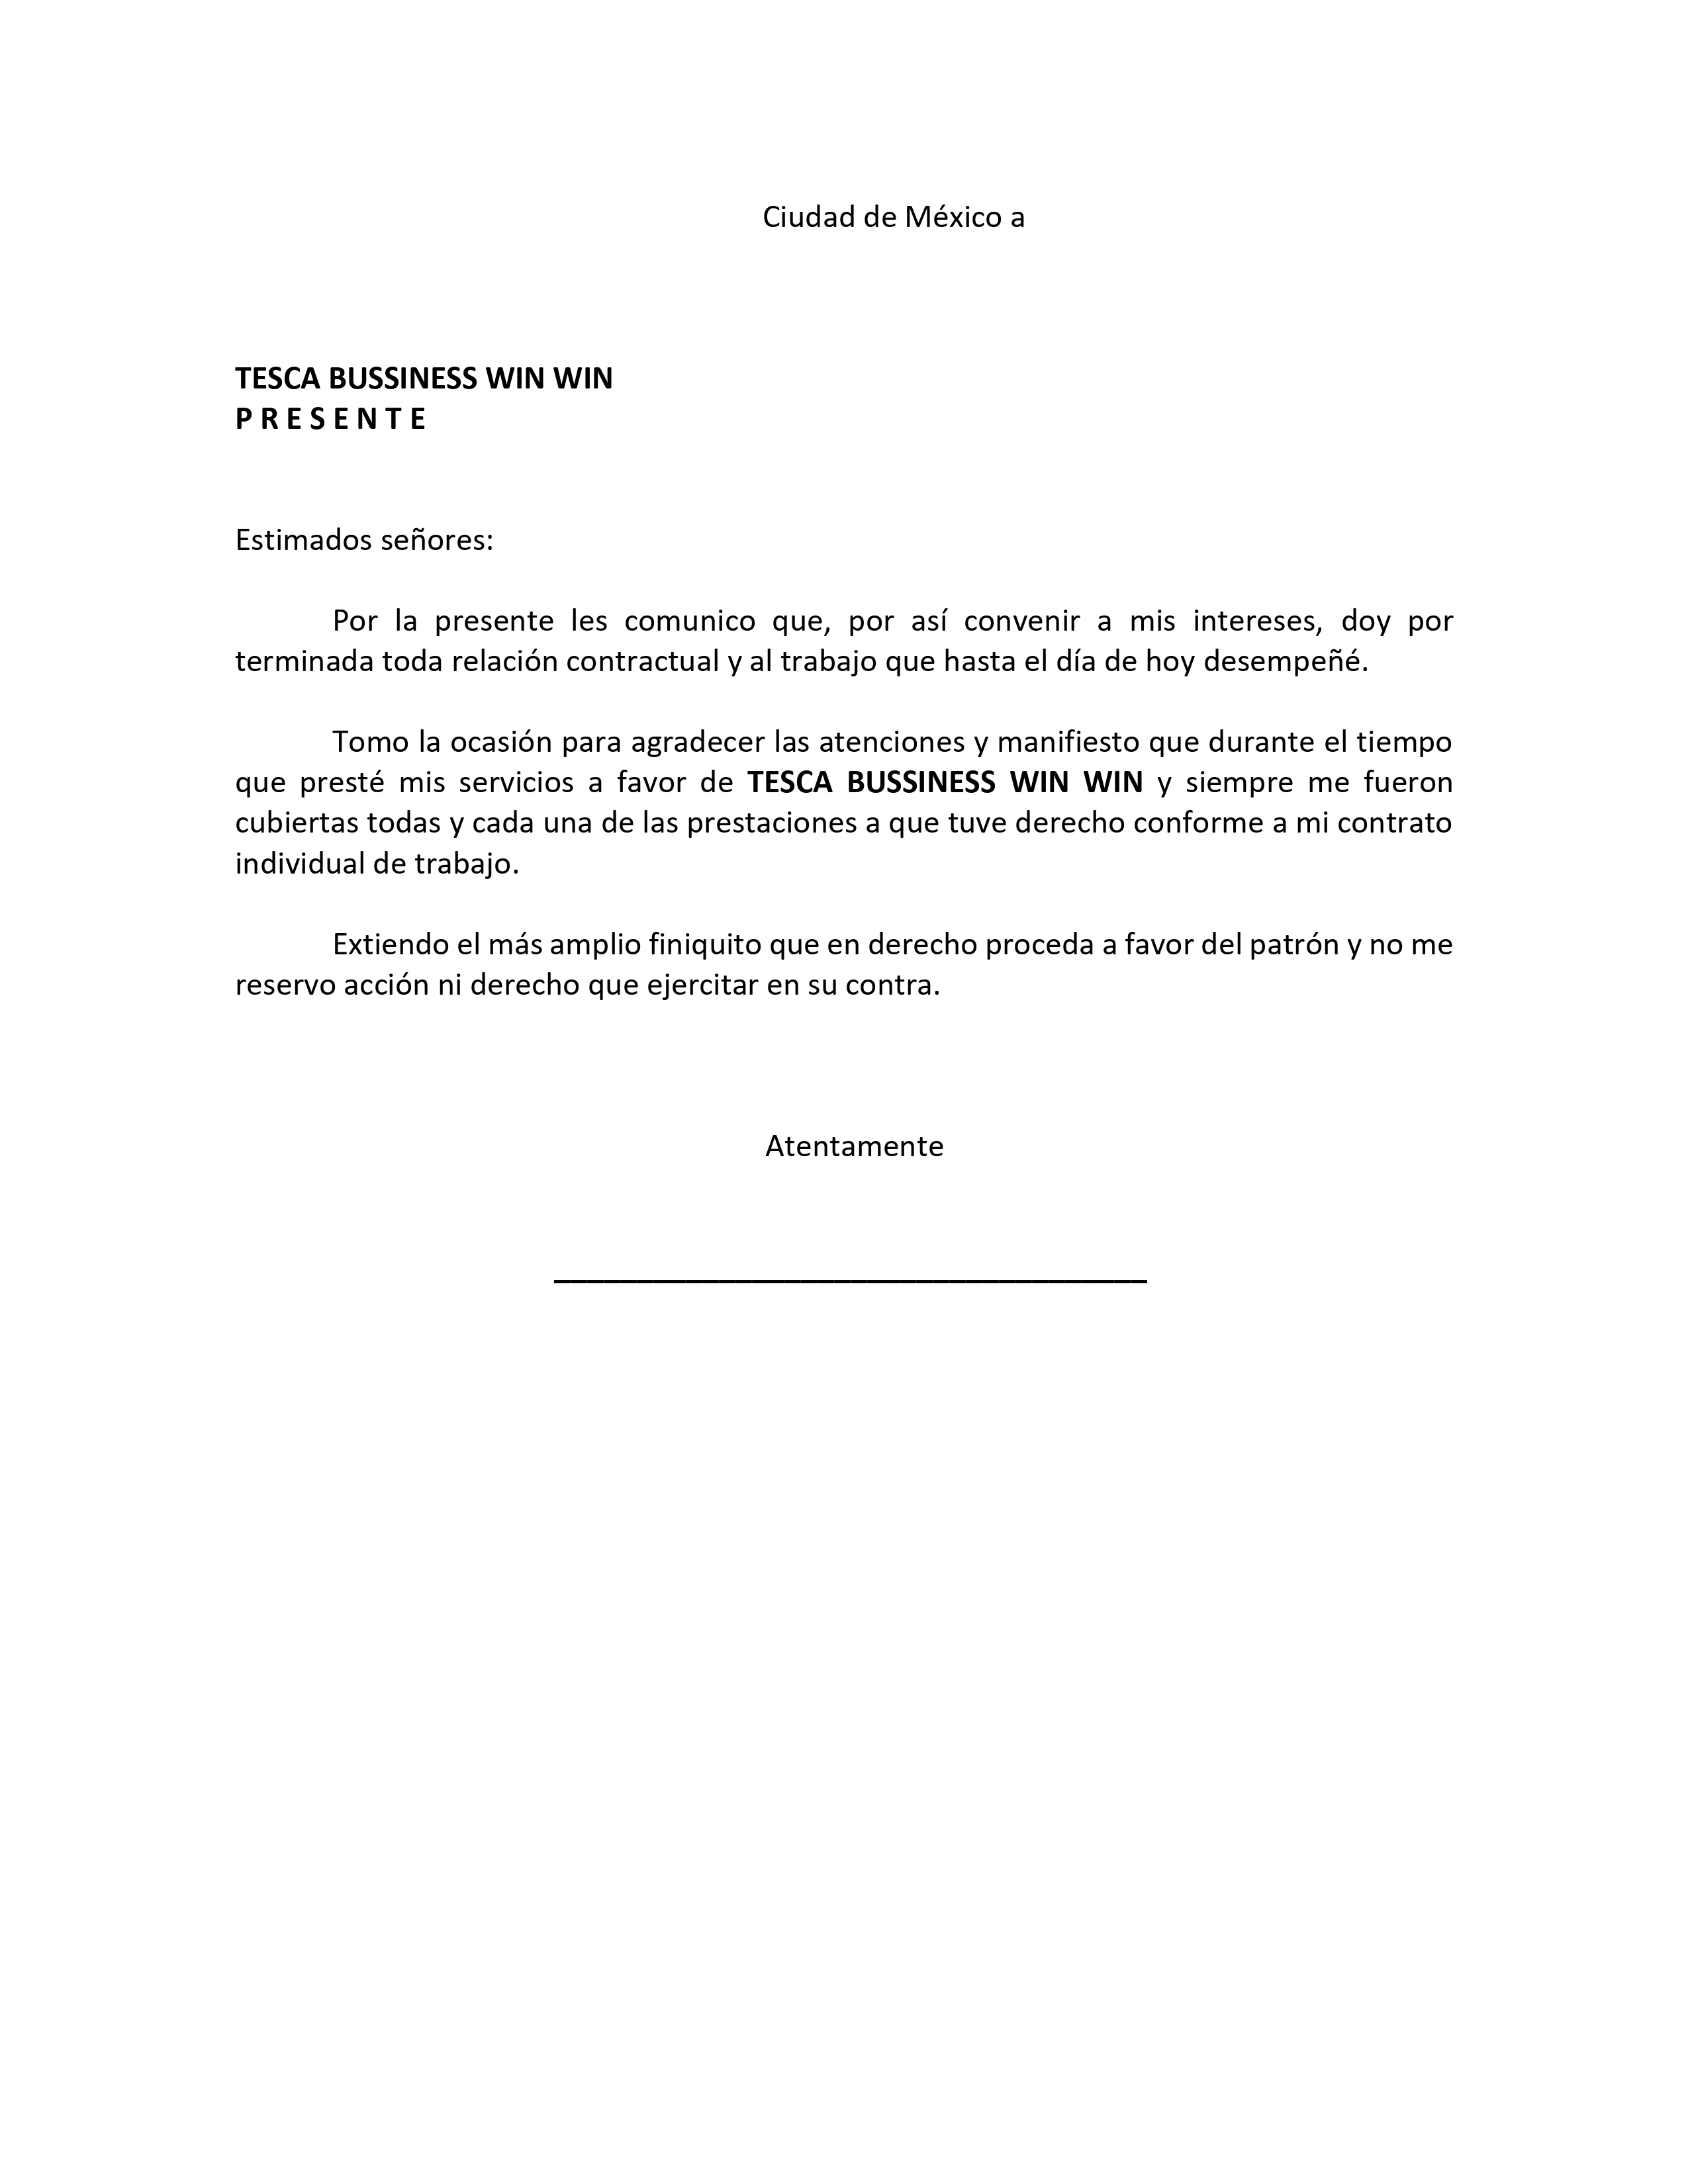 Ciudad de México a
TESCA BUSSINESS WIN WIN
P R E S E N T E
Estimados señores:
Por la presente les comunico que, por así convenir a mis intereses, doy por
terminada toda relación contractual y al trabajo que hasta el día de hoy desempeñé.
Tomo la ocasión para agradecer las atenciones y manifiesto que durante el tiempo
que presté mis servicios a favor de TESCA BUSSINESS WIN WIN y siempre me fueron
cubiertas todas y cada una de las prestaciones a que tuve derecho conforme a mi contrato
individual de trabajo.
Extiendo el más amplio finiquito que en derecho proceda a favor del patrón y no me
reservo acción ni derecho que ejercitar en su contra.
Atentamente